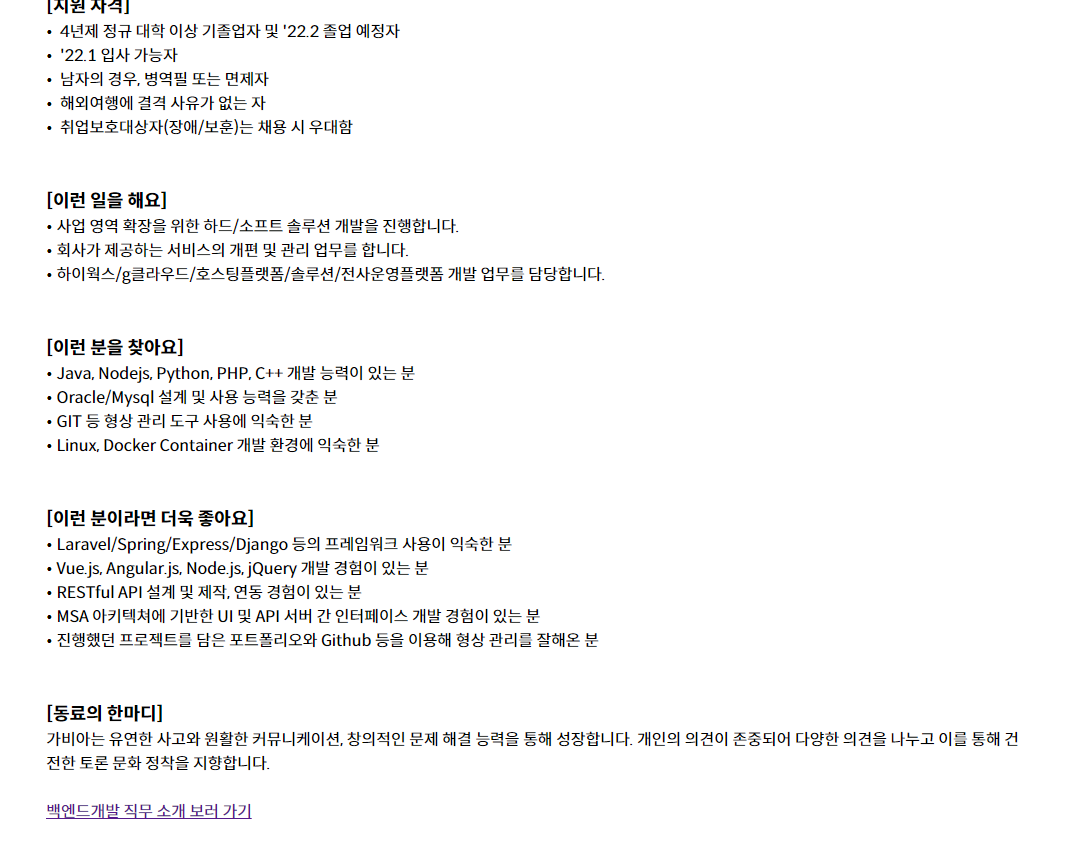 [지원 자격]
• 4년제 정규 대학 이상 기졸업자 및 '22.2 졸업 예정자
• '22.1 입사 가능자
• 남자의 경우, 병역필 또는 면제자
• 해외여행에 결격 사유가 없는 자
• 취업보호대상자(장애/보훈)는 채용 시 우대함
[이런 일을 해요]
• 사업 영역 확장을 위한 하드/소프트 솔루션 개발을 진행합니다.
• 회사가 제공하는 서비스의 개편 및 관리 업무를 합니다.
• 하이웍스/g클라우드/호스팅플랫폼/솔루션/전사운영플랫폼 개발 업무를 담당합니다.
[이런 분을 찾아요]
• Java, Nodejs, Python, PHP, C++ 개발 능력이 있는 분
• Oracle/Mysql 설계 및 사용 능력을 갖춘 분
• GIT 등 형상 관리 도구 사용에 익숙한 분
• Linux, Docker Container 개발 환경에 익숙한 분
[이런 분이라면 더욱 좋아요]
• Laravel/Spring/Express/Django 등의 프레임워크 사용이 익숙한 분
• Vue.js, Angular.js, Node.js, jQuery 개발 경험이 있는 분
• RESTful API 설계 및 제작, 연동 경험이 있는 분
• MSA 아키텍쳐에 기반한 UI 및 API 서버 간 인터페이스 개발 경험이 있는 분
• 진행했던 프로젝트를 담은 포트폴리오와 Github 등을 이용해 형상 관리를 잘해온 분
[동료의 한마디]
가비아는 유연한 사고와 원활한 커뮤니케이션, 창의적인 문제 해결 능력을 통해 성장합니다. 개인의 의견이 존중되어 다양한 의견을 나누고 이를 통해 건
전한 토론 문화 정착을 지향합니다.
백엔드개발 직무 소개 보러 가기